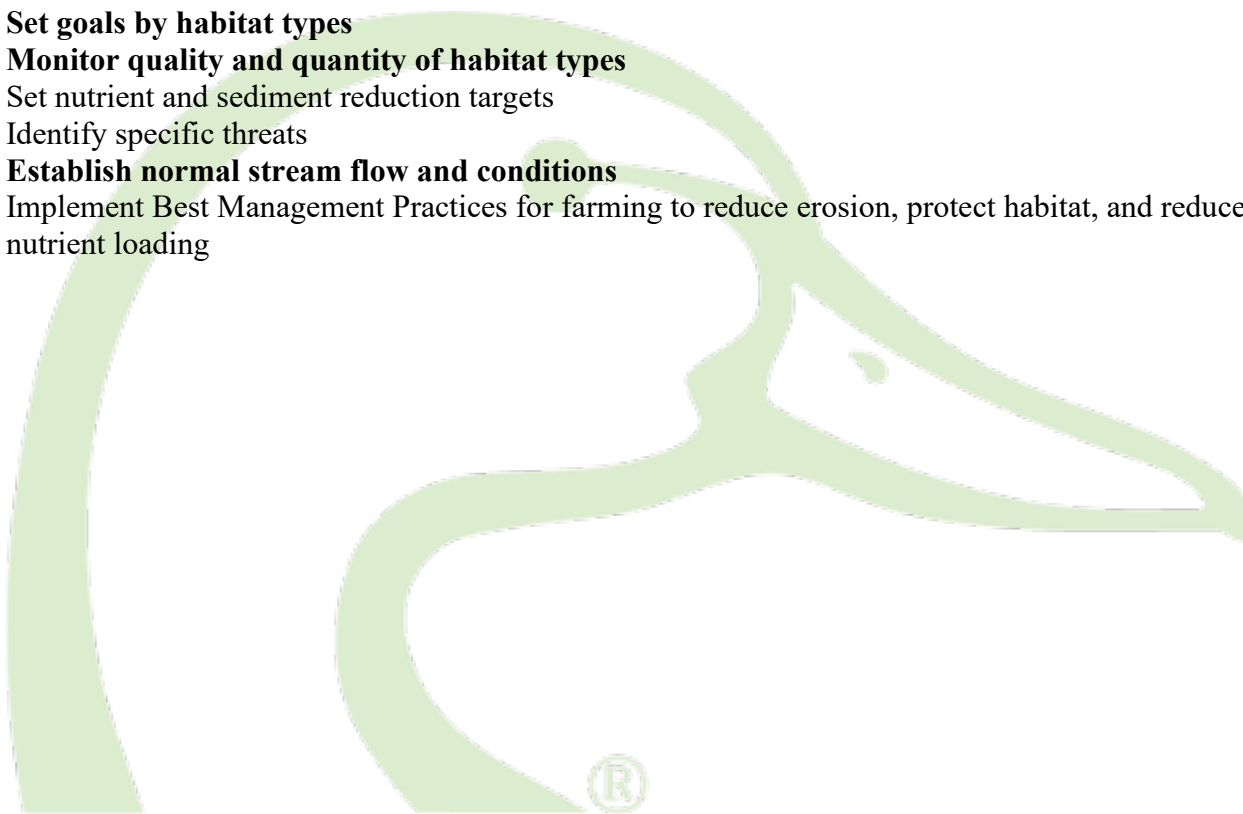 Set goals by habitat types
Monitor quality and quantity of habitat types
Set nutrient and sediment reduction targets
Identify specific threats
Establish normal stream flow and conditions
Implement Best Management Practices for farming to reduce erosion, protect habitat, and reduce
nutrient loading
®